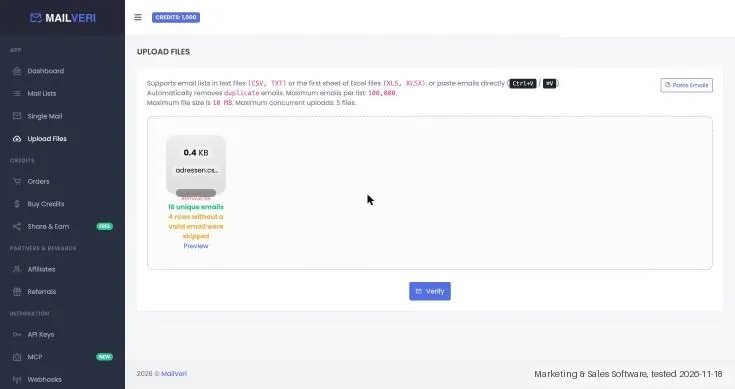 MAILVERI
CREDITS: 1,000
APP
Dashboard
Mail Lists
Single Mail
Upload Files
CREDITS
Orders
Buy Credits
Share & Earn FREE
PARTNERS & REWARDS
Affiliates
Referrals
INTEGRATION
API Keys
MCP NEW
Webhooks
UPLOAD FILES
Supports email lists in text files (CSV, TXT) or the first sheet of Excel files (XLS, XLSX), or paste emails directly (Ctrl+V / ⌘V).
Automatically removes duplicate emails. Maximum emails per list: 100,000.
Maximum file size is 10 MB. Maximum concurrent uploads: 5 files.
Paste Emails
0.4 KB
adressen.cs...
Remove file
16 unique emails
4 rows without a
valid email were
skipped
Preview
Verify
2026 © MailVeri
Marketing & Sales Software, tested 2026-11-18